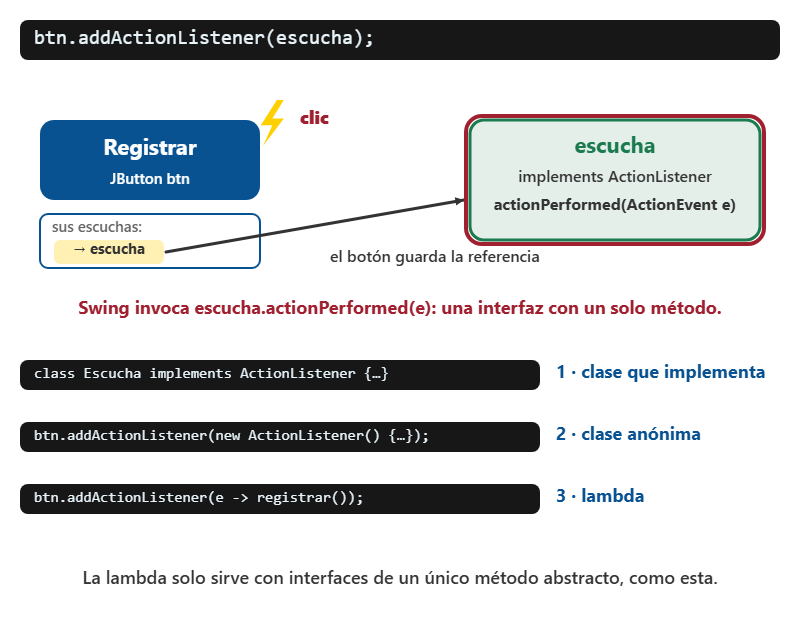 btn.addActionListener(escucha);
clic
Registrar
JButton btn
sus escuchas:
→ escucha
escucha
implements ActionListener
actionPerformed(ActionEvent e)
el botón guarda la referencia
Swing invoca escucha.actionPerformed(e): una interfaz con un solo método.
class Escucha implements ActionListener {…}
1 · clase que implementa
btn.addActionListener(new ActionListener() {…});
2 · clase anónima
btn.addActionListener(e -> registrar());
3 · lambda
La lambda solo sirve con interfaces de un único método abstracto, como esta.